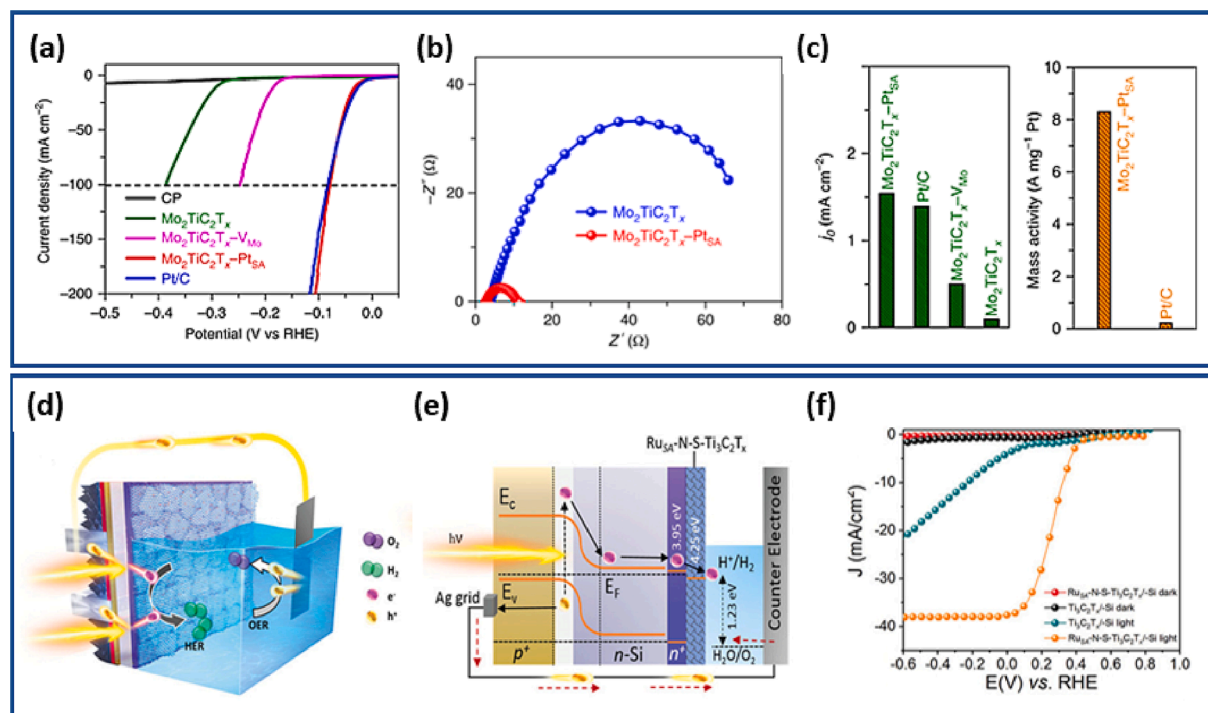 (a)
Current density (mA cm⁻²)
0
−50
−100
−150
−200
CP
Mo₂TiC₂Tₓ
Mo₂TiC₂Tₓ–V_Mo
Mo₂TiC₂Tₓ–Pt_SA
Pt/C
−0.5
−0.4
−0.3
−0.2
−0.1
0.0
Potential (V vs RHE)
(b)
−Z″ (Ω)
40
20
0
Mo₂TiC₂Tₓ
Mo₂TiC₂Tₓ–Pt_SA
0
20
40
60
80
Z′ (Ω)
(c)
j₀ (mA cm⁻²)
2
1
0
Mo₂TiC₂Tₓ–Pt_SA
Pt/C
Mo₂TiC₂Tₓ–V_Mo
Mo₂TiC₂Tₓ
Mass activity (A mg⁻¹ Pt)
10
8
6
4
2
0
Mo₂TiC₂Tₓ–Pt_SA
Pt/C
(d)
HER
OER
O₂
H₂
e⁻
h⁺
(e)
Ru_SA-N-S-Ti₃C₂Tₓ
E_C
hν
Ag grid
E_V
E_F
3.95 eV
4.25 eV
H⁺/H₂
1.23 eV
H₂O/O₂
Counter Electrode
p⁺
n-Si
n⁺
(f)
J (mA/cm²)
0
-10
-20
-30
-40
Ru_SA-N-S-Ti₃C₂Tₓ/-Si dark
Ti₃C₂Tₓ/-Si dark
Ti₃C₂Tₓ/-Si light
Ru_SA-N-S-Ti₃C₂Tₓ/-Si light
-0.6
-0.4
-0.2
0.0
0.2
0.4
0.6
0.8
1.0
E(V) vs. RHE